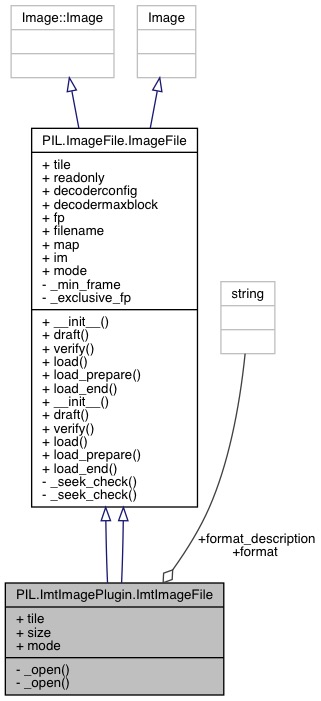 Image::Image
Image
PIL.ImageFile.ImageFile
+ tile
+ readonly
+ decoderconfig
+ decodermaxblock
+ fp
+ filename
+ map
+ im
+ mode
- _min_frame
- _exclusive_fp
+ __init__()
+ draft()
+ verify()
+ load()
+ load_prepare()
+ load_end()
+ __init__()
+ draft()
+ verify()
+ load()
+ load_prepare()
+ load_end()
- _seek_check()
- _seek_check()
string
+format_description
+format
PIL.ImtImagePlugin.ImtImageFile
+ tile
+ size
+ mode
- _open()
- _open()